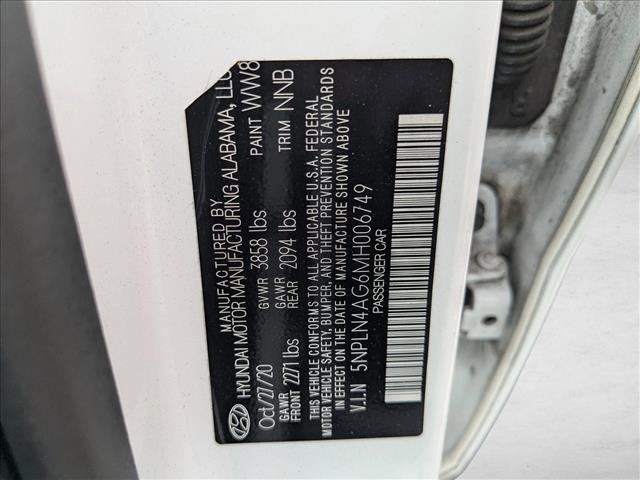 MANUFACTURED BY
HYUNDAI MOTOR MANUFACTURING ALABAMA, LLC
Oct/27/20 GVWR 3858 lbs PAINT WW8
GAWR FRONT 2271 lbs GAWR REAR 2094 lbs TRIM NNB
THIS VEHICLE CONFORMS TO ALL APPLICABLE U.S.A. FEDERAL
MOTOR VEHICLE SAFETY, BUMPER, AND THEFT PREVENTION STANDARDS
IN EFFECT ON THE DATE OF MANUFACTURE SHOWN ABOVE
V.I.N 5NPLN4AG8MH006749
PASSENGER CAR